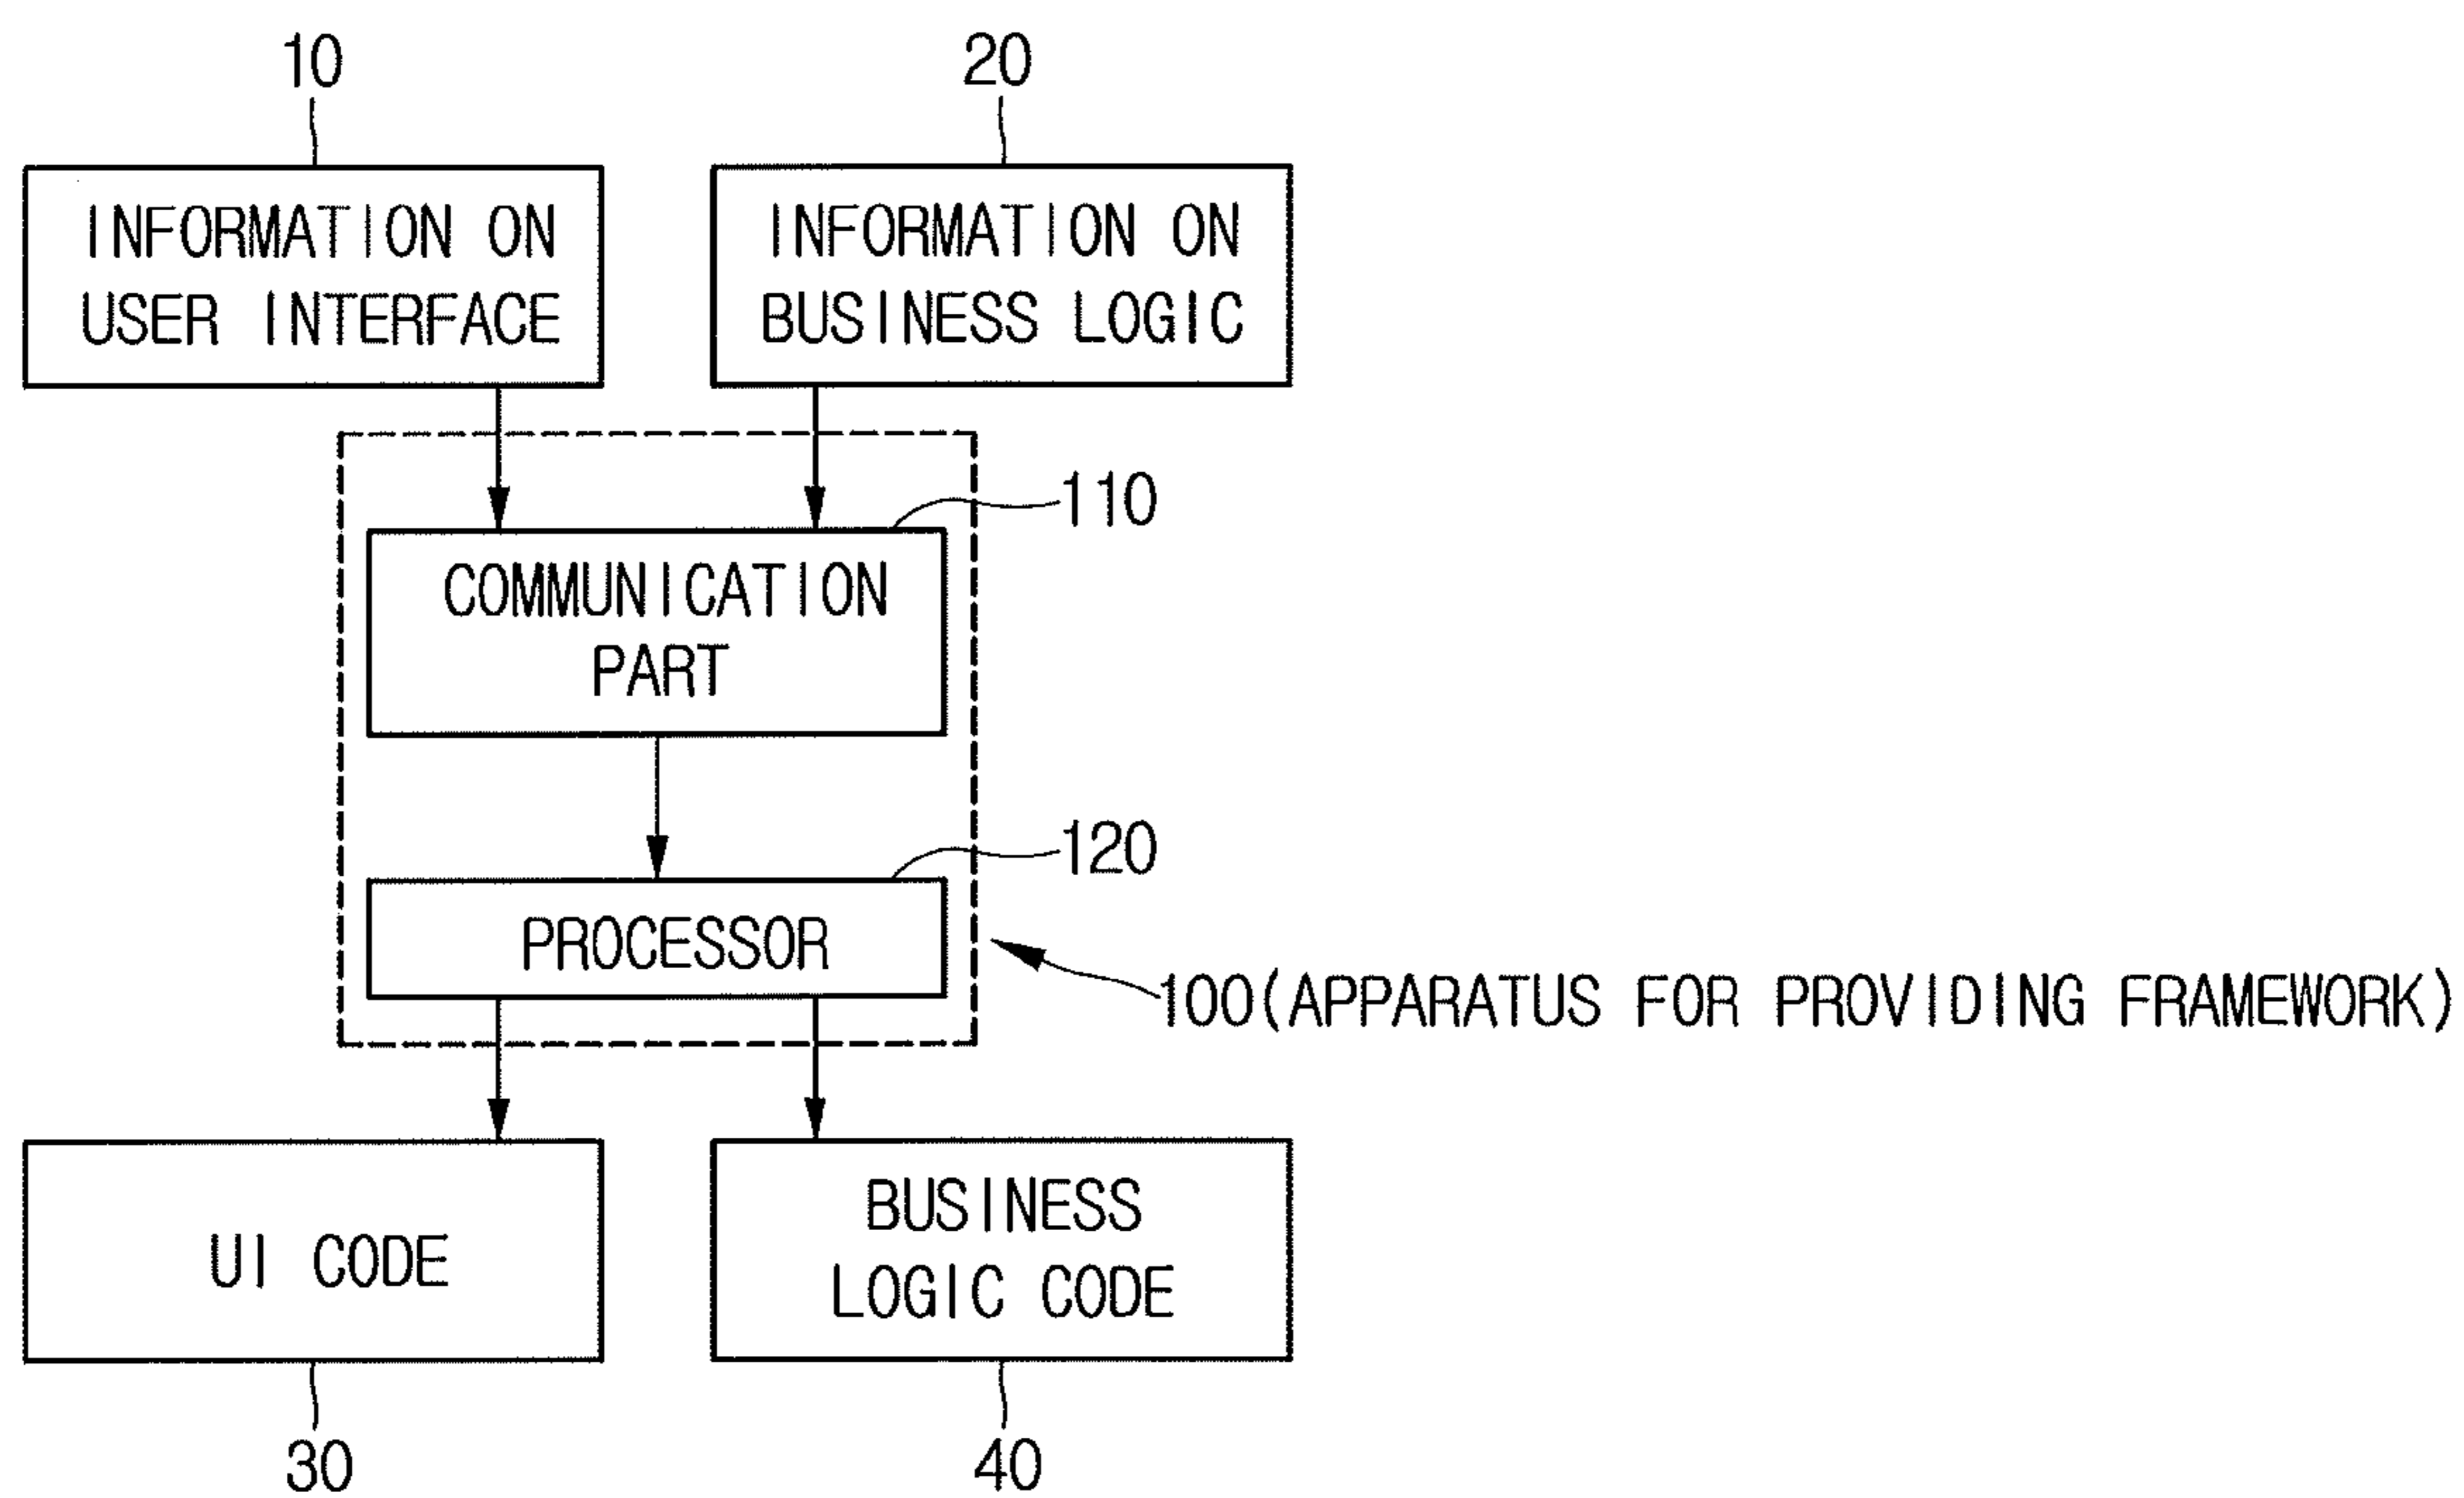 10
20
INFORMATION ON
USER INTERFACE
INFORMATION ON
BUSINESS LOGIC
110
COMMUNICATION
PART
120
PROCESSOR
100(APPARATUS FOR PROVIDING FRAMEWORK)
UI CODE
BUSINESS
LOGIC CODE
30
40